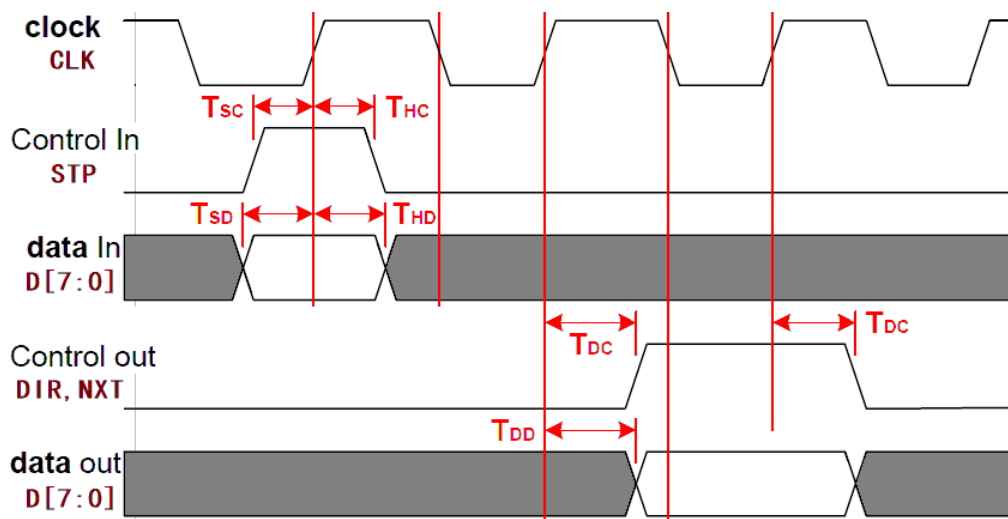 clock
CLK
TSC
THC
Control In
STP
TSD
THD
data In
D[7:0]
TDC
TDC
Control out
DIR, NXT
TDD
data out
D[7:0]